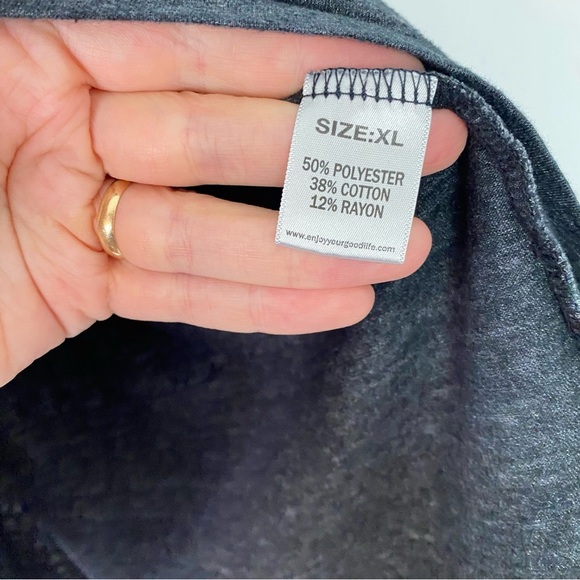 SIZE:XL
50% POLYESTER
38% COTTON
12% RAYON
www.enjoyyourgoodlife.com